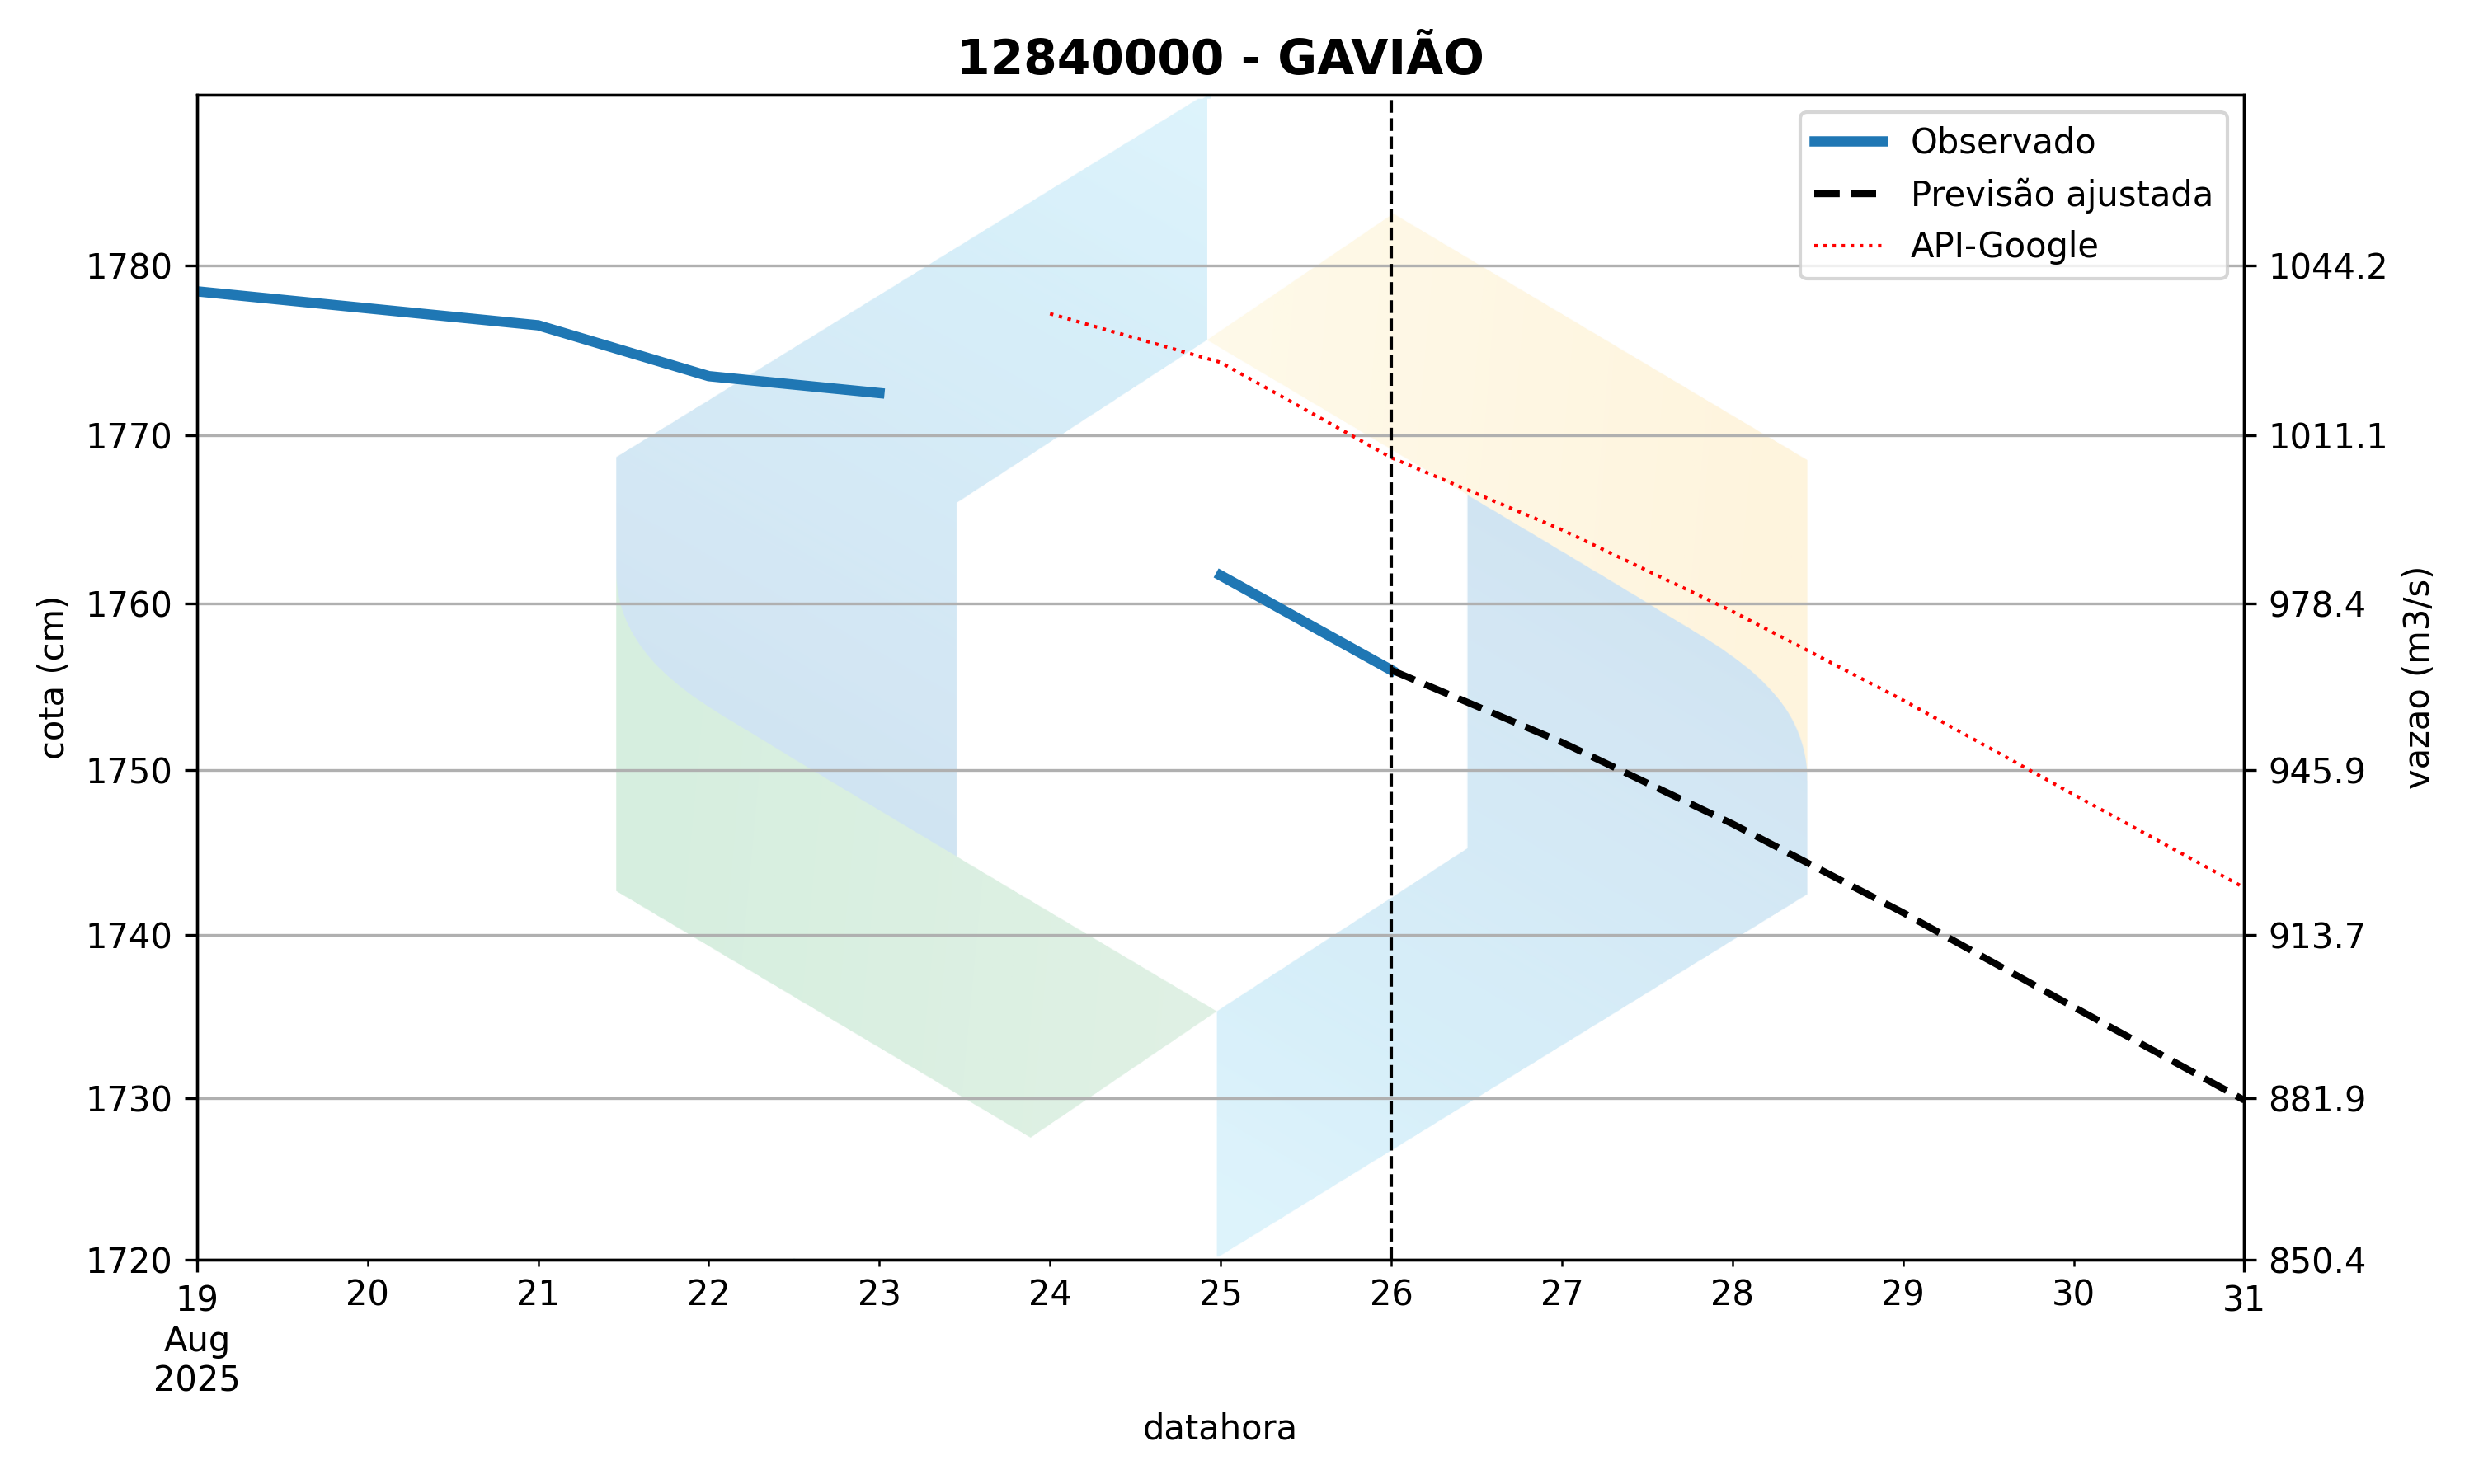 12840000 - GAVIÃO
Observado
Previsão ajustada
API-Google
1780
1770
1760
1750
1740
1730
1720
cota (cm)
1044.2
1011.1
978.4
945.9
913.7
881.9
850.4
vazao (m3/s)
19 20 21 22 23 24 25 26 27 28 29 30 31
Aug
2025
datahora